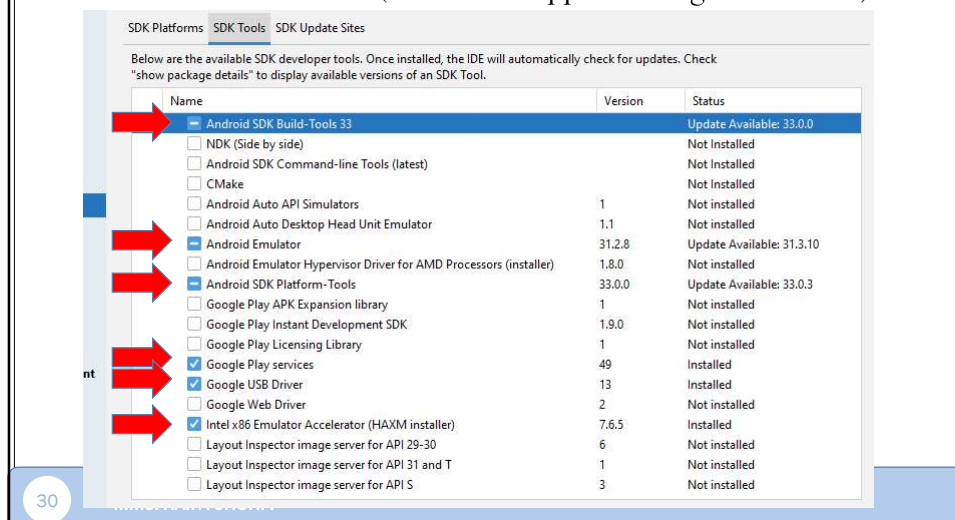 SDK Platforms SDK Tools SDK Update Sites
Below are the available SDK developer tools. Once installed, the IDE will automatically check for updates. Check
"show package details" to display available versions of an SDK Tool.
Name Version Status
Android SDK Build-Tools 33 Update Available: 33.0.0
NDK (Side by side) Not Installed
Android SDK Command-line Tools (latest) Not Installed
CMake Not Installed
Android Auto API Simulators 1 Not installed
Android Auto Desktop Head Unit Emulator 1.1 Not installed
Android Emulator 31.2.8 Update Available: 31.3.10
Android Emulator Hypervisor Driver for AMD Processors (installer) 1.8.0 Not installed
Android SDK Platform-Tools 33.0.0 Update Available: 33.0.3
Google Play APK Expansion library 1 Not installed
Google Play Instant Development SDK 1.9.0 Not installed
Google Play Licensing Library 1 Not installed
Google Play services 49 Installed
nt
Google USB Driver 13 Installed
Google Web Driver 2 Not installed
Intel x86 Emulator Accelerator (HAXM installer) 7.6.5 Installed
Layout Inspector image server for API 29-30 6 Not installed
Layout Inspector image server for API 31 and T 1 Not installed
Layout Inspector image server for API S 3 Not installed
30